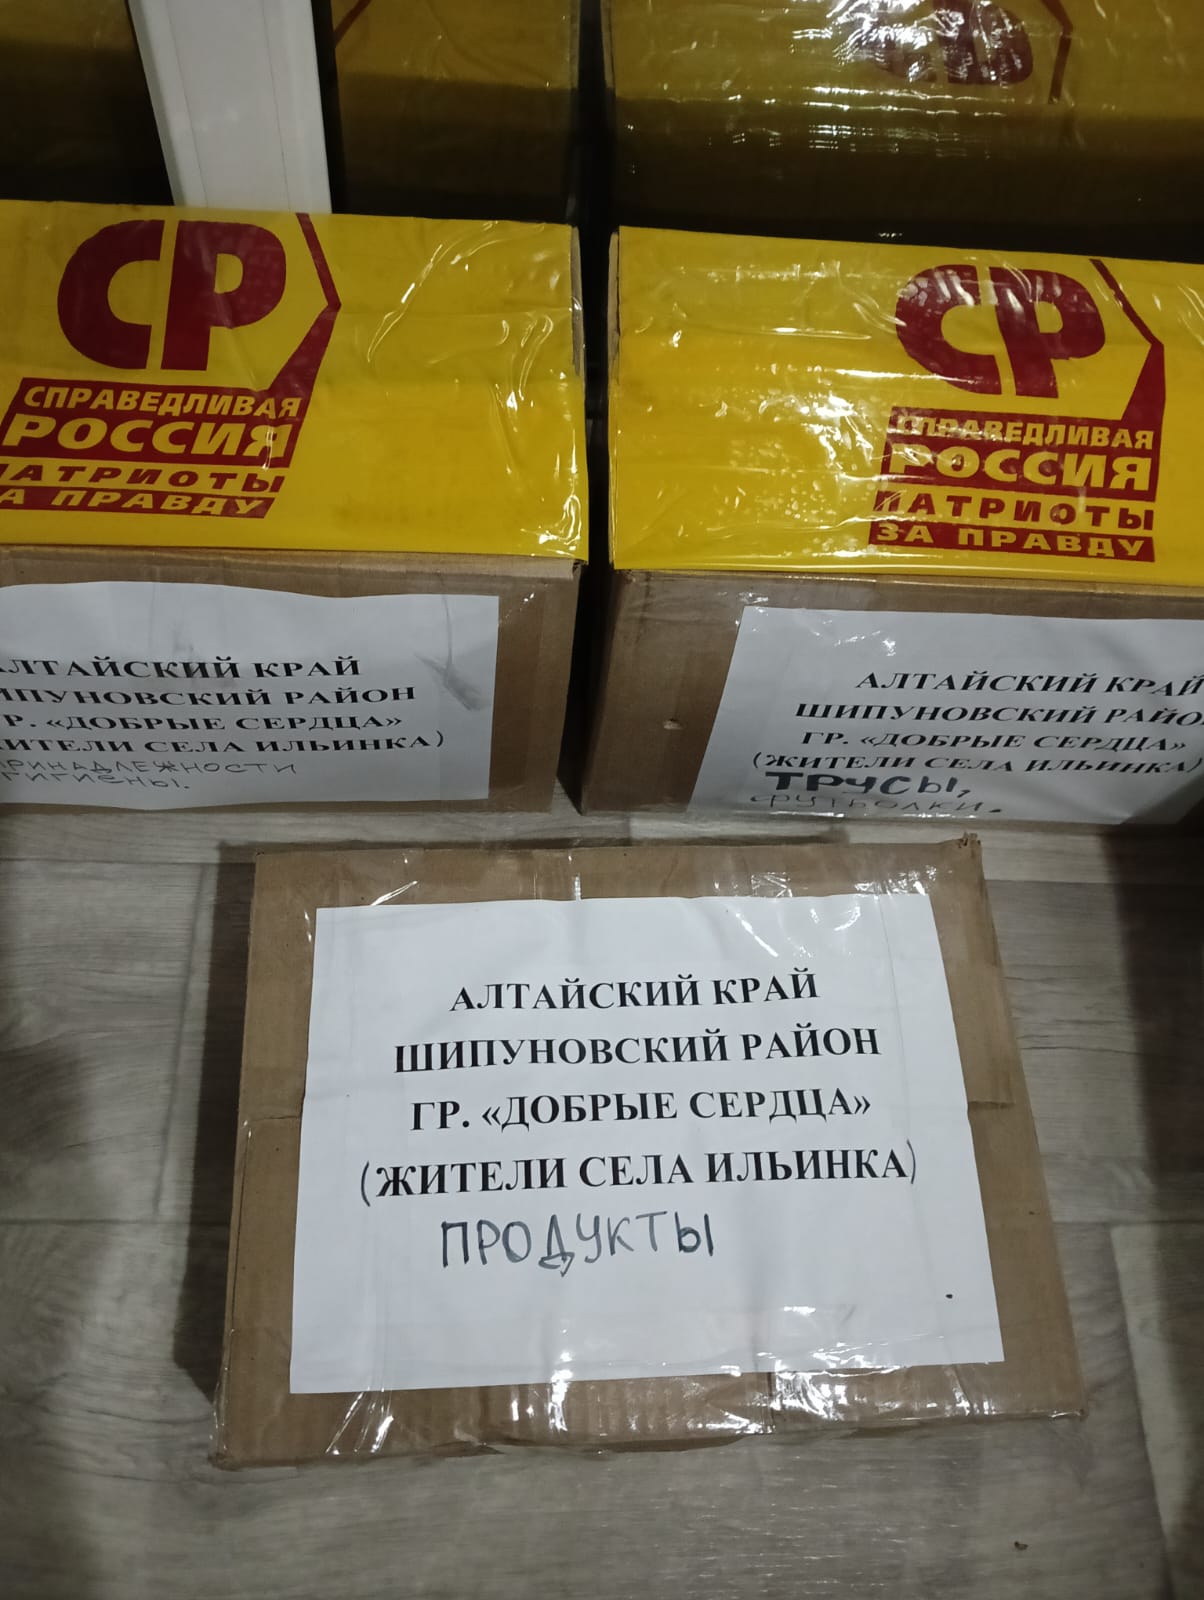 СР
СПРАВЕДЛИВАЯ
РОССИЯ
ПАТРИОТЫ
ЗА ПРАВДУ
СР
СПРАВЕДЛИВАЯ
РОССИЯ
ПАТРИОТЫ
ЗА ПРАВДУ
АЛТАЙСКИЙ КРАЙ
ШИПУНОВСКИЙ РАЙОН
ГР. «ДОБРЫЕ СЕРДЦА»
ЖИТЕЛИ СЕЛА ИЛЬИНКА)
ПРИНАДЛЕЖНОСТИ
ГИГИЕНЫ.
АЛТАЙСКИЙ КРАЙ
ШИПУНОВСКИЙ РАЙО
ГР. «ДОБРЫЕ СЕРДЦА»
(ЖИТЕЛИ СЕЛА ИЛЬИНКА)
ТРУСЫ,
ФУТБОЛКИ.
АЛТАЙСКИЙ КРАЙ
ШИПУНОВСКИЙ РАЙОН
ГР. «ДОБРЫЕ СЕРДЦА»
(ЖИТЕЛИ СЕЛА ИЛЬИНКА)
ПРОДУКТЫ